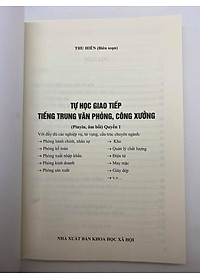 THU HIỀN (Biên soạn)
TỰ HỌC GIAO TIẾP
TIẾNG TRUNG VĂN PHÒNG, CÔNG XƯỞNG
(Pinyin, âm bồi) Quyển 1
Với đầy đủ các nghiệp vụ, từ vựng, cấu trúc chuyên ngành:
→ Phòng hành chính, nhân sự
→ Phòng kế toán
→ Phòng xuất nhập khẩu
→ Phòng kinh doanh
→ Phòng sản xuất
→ Kho
→ Quản lý chất lượng
→ Điện tử
→ May mặc
→ Giày dép
→ v.v...
NHÀ XUẤT BẢN KHOA HỌC XÃ HỘI